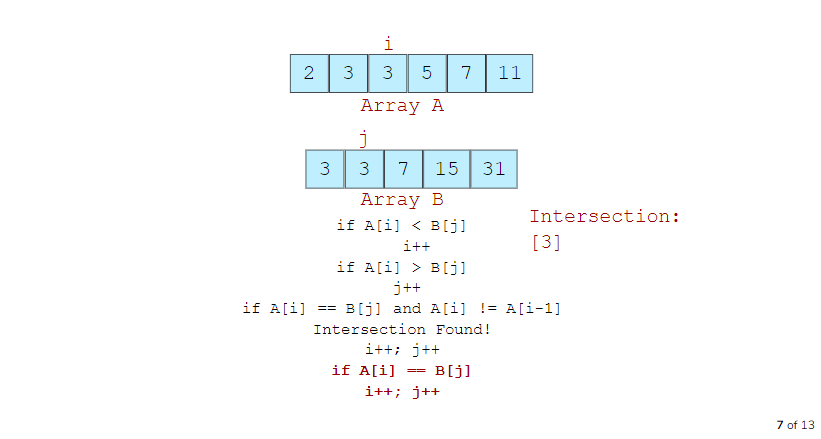 i
2 3 3 5 7 11
Array A
j
3 3 7 15 31
Array B
if A[i] < B[j]
i++
if A[i] > B[j]
j++
if A[i] == B[j] and A[i] != A[i-1]
Intersection Found!
i++; j++
if A[i] == B[j]
i++; j++
Intersection:
[3]
7 of 13